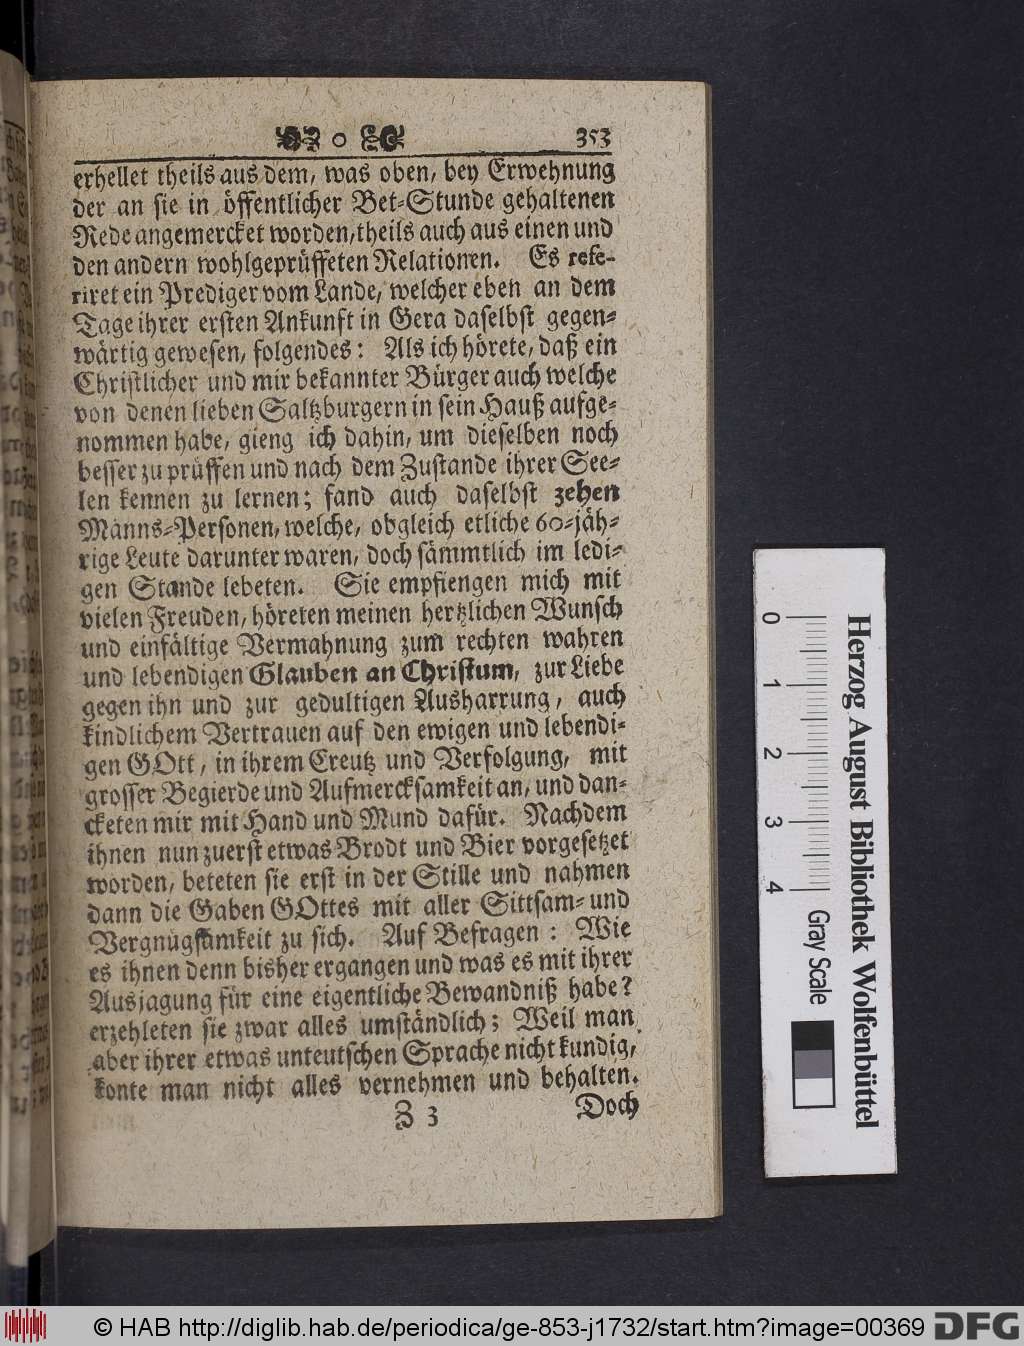 353
erhellet theils aus dem, was oben, bey Erwehnung
der an sie in öffentlicher Bet-Stunde gehaltenen
Rede angemercket worden, theils auch aus einen und
den andern wohlgeprüffeten Relationen. Es refe-
riret ein Prediger vom Lande, welcher eben an dem
Tage ihrer ersten Ankunft in Gera daselbst gegen-
wärtig gewesen, folgendes: Als ich hörete, daß ein
Christlicher und mir bekannter Bürger auch welche
von denen lieben Saltzburgern in sein Hauß aufge-
nommen habe, gieng ich dahin, um dieselben noch
besser zu prüffen und nach dem Zustande ihrer See-
len kennen zu lernen; fand auch daselbst zehen
Manns-Personen, welche, obgleich etliche 60-jäh-
rige Leute darunter waren, doch sämmtlich im ledi-
gen Stande lebeten. Sie empfiengen mich mit
vielen Freuden, höreten meinen hertzlichen Wunsch
und einfältige Vermahnung zum rechten wahren
und lebendigen Glauben an Christum, zur Liebe
gegen ihn und zur gedultigen Ausharrung, auch
kindlichem Vertrauen auf den ewigen und lebendi-
gen GOtt, in ihrem Creutz und Verfolgung, mit
grosser Begierde und Aufmercksamkeit an, und dan-
cketen mir mit Hand und Mund dafür. Nachdem
ihnen nun zuerst etwas Brodt und Bier vorgesetzet
worden, beteten sie erst in der Stille und nahmen
dann die Gaben GOttes mit aller Sittsam- und
Vergnügsamkeit zu sich. Auf Befragen: Wie
es ihnen denn bisher ergangen und was es mit ihrer
Ausjagung für eine eigentliche Bewandniß habe?
erzehleten sie zwar alles umständlich; Weil man
aber ihrer etwas unteutschen Sprache nicht kundig,
konte man nicht alles vernehmen und behalten.
Z 3 Doch
0 1 2 3 4
Gray Scale
Herzog August Bibliothek Wolfenbüttel
© HAB http://diglib.hab.de/periodica/ge-853-j1732/start.htm?image=00369 DFG